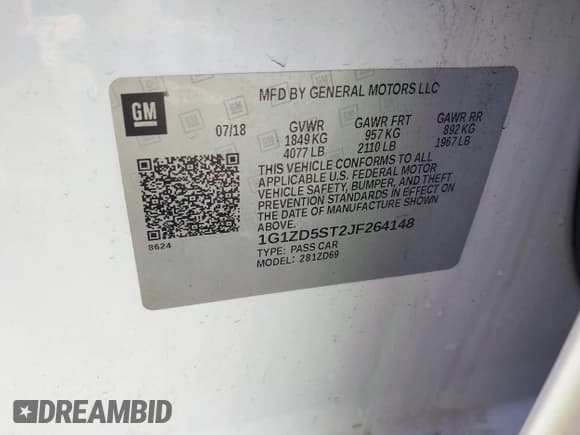 GM
MFD BY GENERAL MOTORS LLC
07/18
GVWR GAWR FRT GAWR RR
1849 KG 957 KG 892 KG
4077 LB 2110 LB 1967 LB
THIS VEHICLE CONFORMS TO ALL
APPLICABLE U.S. FEDERAL MOTOR
VEHICLE SAFETY, BUMPER, AND THEFT
PREVENTION STANDARDS IN EFFECT ON
THE DATE OF MANUFACTURE SHOWN
ABOVE.
8624
1G1ZD5ST2JF264148
TYPE: PASS CAR
MODEL: 281ZD69
DREAMBID